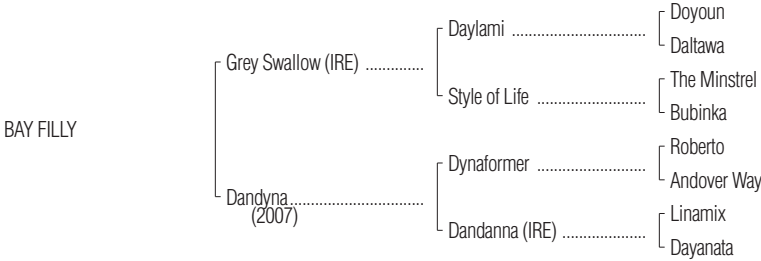 Doyoun
Daylami ................................
Daltawa
Grey Swallow (IRE) ..............
The Minstrel
Style of Life ..........................
Bubinka
BAY FILLY
Roberto
Dynaformer ..........................
Andover Way
Dandyna................................
(2007)
Linamix
Dandanna (IRE) ....................
Dayanata